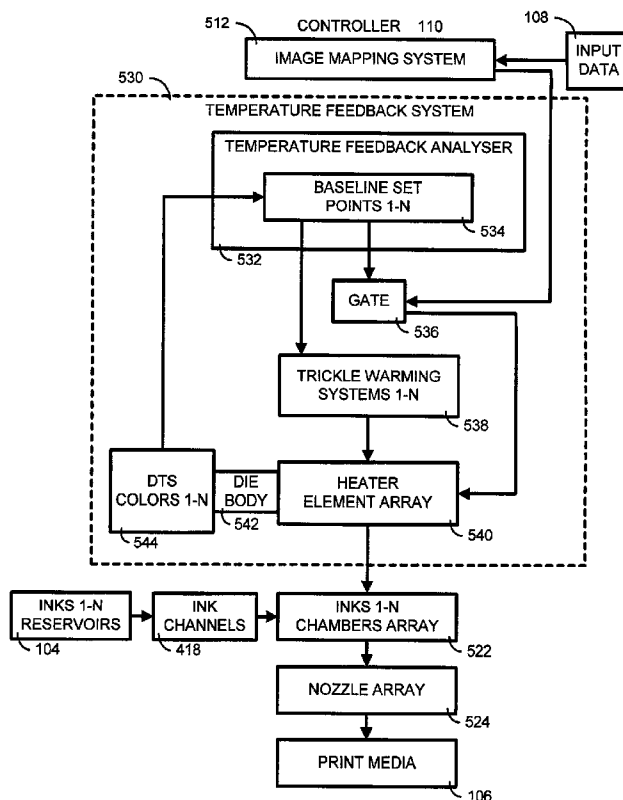 CONTROLLER 110
512
IMAGE MAPPING SYSTEM
108
INPUT
DATA
530
TEMPERATURE FEEDBACK SYSTEM
TEMPERATURE FEEDBACK ANALYSER
BASELINE SET
POINTS 1-N
534
532
GATE
536
TRICKLE WARMING
SYSTEMS 1-N
538
DTS
COLORS 1-N
544
DIE
BODY
542
HEATER
ELEMENT ARRAY
540
INKS 1-N
RESERVOIRS
104
INK
CHANNELS
418
INKS 1-N
CHAMBERS ARRAY
522
NOZZLE ARRAY
524
PRINT MEDIA
106